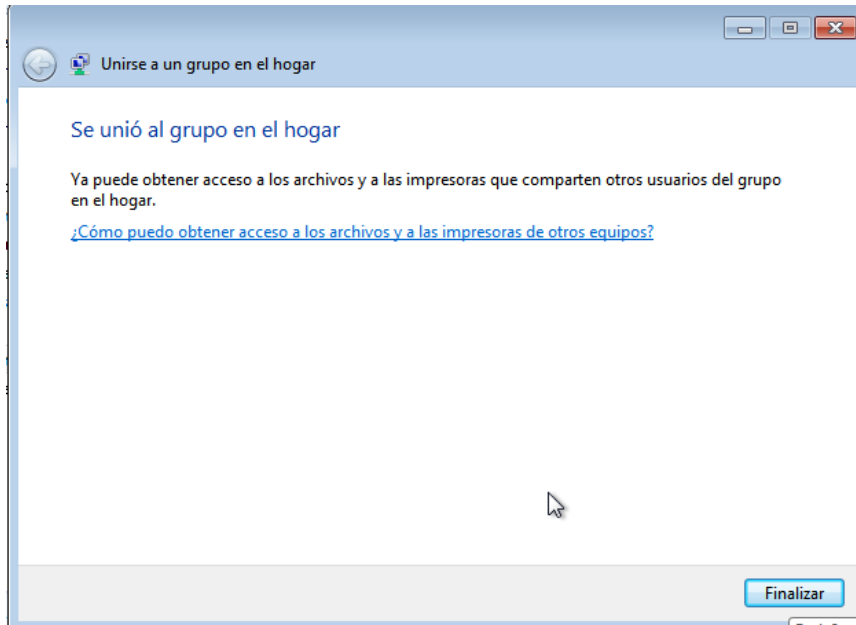 Unirse a un grupo en el hogar
Se unió al grupo en el hogar
Ya puede obtener acceso a los archivos y a las impresoras que comparten otros usuarios del grupo
en el hogar.
¿Cómo puedo obtener acceso a los archivos y a las impresoras de otros equipos?
Finalizar